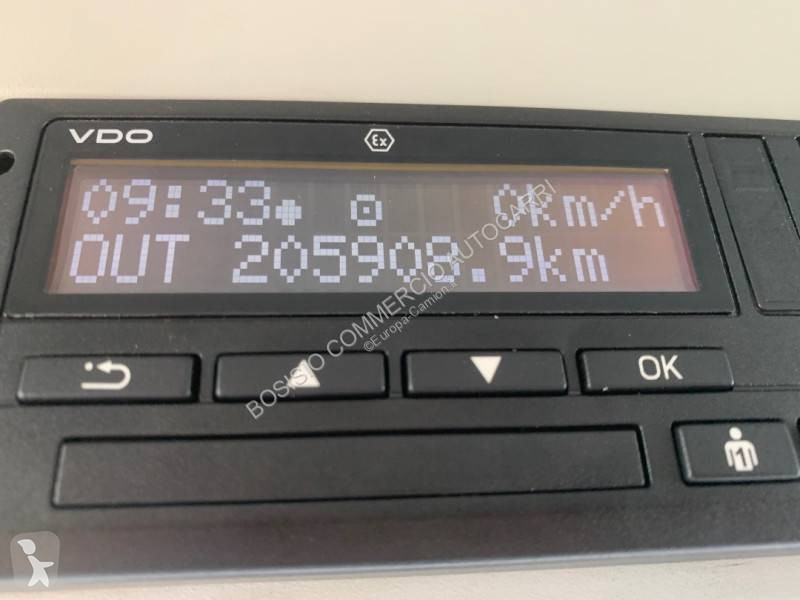 VDO
Ex
09:33 0km/h
OUT 205908.9km
BOSISIO COMMERCIO AUTOCARRI
©Europa-Camion.it
OK
1